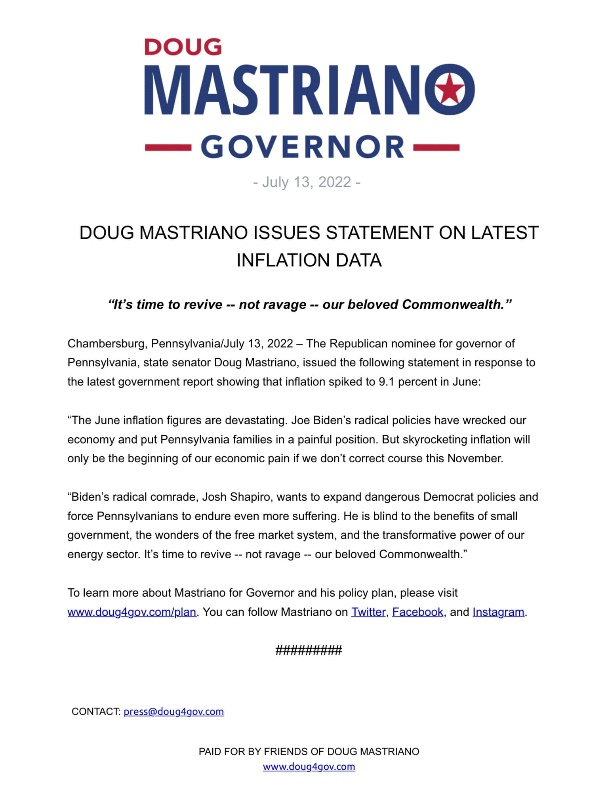 DOUG
MASTRIANO
GOVERNOR
- July 13, 2022 -
DOUG MASTRIANO ISSUES STATEMENT ON LATEST
INFLATION DATA
“It’s time to revive -- not ravage -- our beloved Commonwealth.”
Chambersburg, Pennsylvania/July 13, 2022 – The Republican nominee for governor of
Pennsylvania, state senator Doug Mastriano, issued the following statement in response to
the latest government report showing that inflation spiked to 9.1 percent in June:
“The June inflation figures are devastating. Joe Biden’s radical policies have wrecked our
economy and put Pennsylvania families in a painful position. But skyrocketing inflation will
only be the beginning of our economic pain if we don’t correct course this November.
“Biden’s radical comrade, Josh Shapiro, wants to expand dangerous Democrat policies and
force Pennsylvanians to endure even more suffering. He is blind to the benefits of small
government, the wonders of the free market system, and the transformative power of our
energy sector. It’s time to revive -- not ravage -- our beloved Commonwealth.”
To learn more about Mastriano for Governor and his policy plan, please visit
www.doug4gov.com/plan. You can follow Mastriano on Twitter, Facebook, and Instagram.
#########
CONTACT: press@doug4gov.com
PAID FOR BY FRIENDS OF DOUG MASTRIANO
www.doug4gov.com